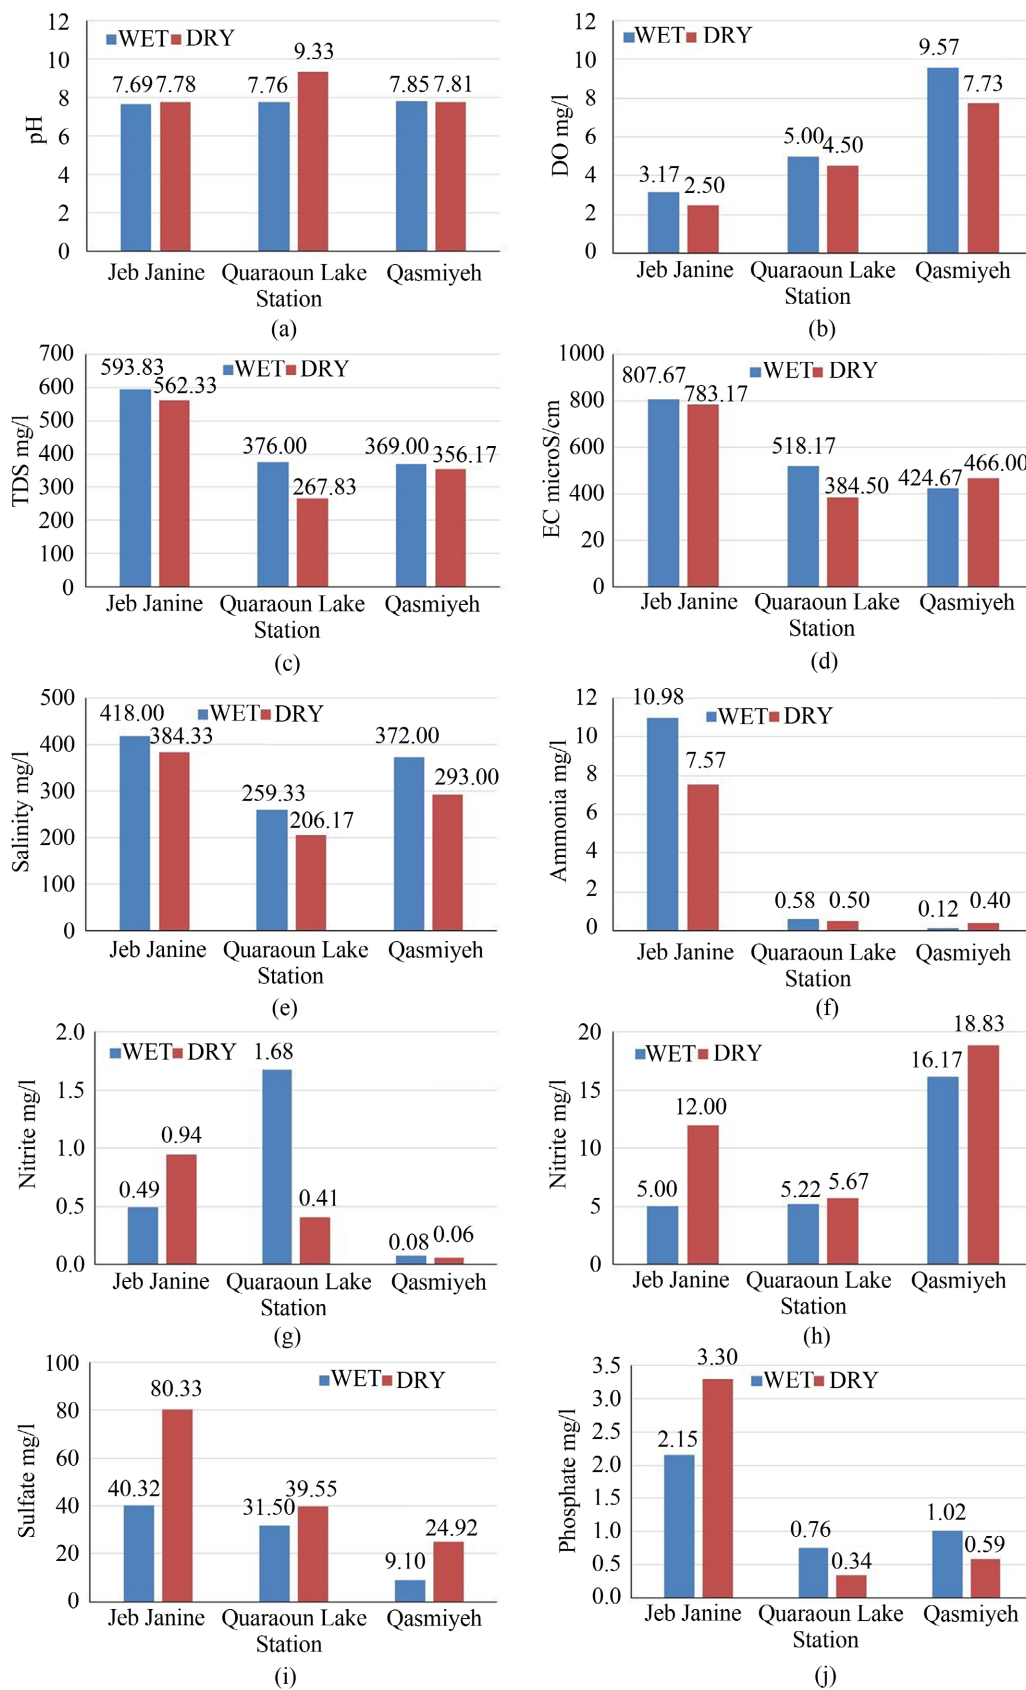 12
10
8
6
4
2
0
pH
WET DRY
7.69 7.78
7.76
9.33
7.85 7.81
Jeb Janine Quaraoun Lake Qasmiyeh
Station
(a)
12
10
8
6
4
2
0
DO mg/l
WET DRY
3.17
2.50
5.00
4.50
9.57
7.73
Jeb Janine Quaraoun Lake Qasmiyeh
Station
(b)
700
600
500
400
300
200
100
0
TDS mg/l
WET DRY
593.83
562.33
376.00
267.83
369.00
356.17
Jeb Janine Quaraoun Lake Qasmiyeh
Station
(c)
1000
800
600
400
20
0
EC microS/cm
WET DRY
807.67
783.17
518.17
384.50
424.67
466.00
Jeb Janine Quaraoun Lake Qasmiyeh
Station
(d)
500
400
300
200
100
0
Salinity mg/l
WET DRY
418.00
384.33
259.33
206.17
372.00
293.00
Jeb Janine Quaraoun Lake Qasmiyeh
Station
(e)
12
10
8
6
4
2
0
Ammonia mg/l
WET DRY
10.98
7.57
0.58 0.50
0.12
0.40
Jeb Janine Quaraoun Lake Qasmiyeh
Station
(f)
2.0
1.5
1.0
0.5
0.0
Nitrite mg/l
WET DRY
0.49
0.94
1.68
0.41
0.08
0.06
Jeb Janine Quaraoun Lake Qasmiyeh
Station
(g)
20
15
10
5
0
Nitrite mg/l
WET DRY
5.00
12.00
5.22
5.67
16.17
18.83
Jeb Janine Quaraoun Lake Qasmiyeh
Station
(h)
100
80
60
40
20
0
Sulfate mg/l
WET DRY
40.32
80.33
31.50
39.55
9.10
24.92
Jeb Janine Quaraoun Lake Qasmiyeh
Station
(i)
3.5
3.0
2.5
2.0
1.5
1.0
0.5
0.0
Phosphate mg/l
WET DRY
2.15
3.30
0.76
0.34
1.02
0.59
Jeb Janine Quaraoun Lake Qasmiyeh
Station
(j)